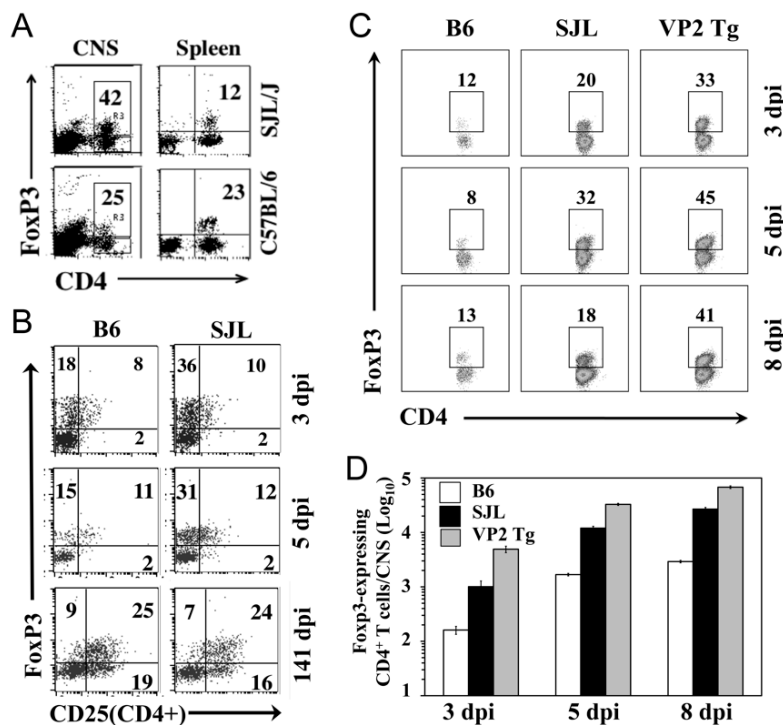 A
CNS Spleen
42 12
R3
SJL/J
25 23
R3
C57BL/6
FoxP3
CD4
B
B6 SJL
18 8 36 10
2 2
3 dpi
15 11 31 12
2 2
5 dpi
9 25 7 24
19 16
141 dpi
FoxP3
CD25(CD4+)
C
B6 SJL VP2 Tg
12 20 33
3 dpi
8 32 45
5 dpi
13 18 41
8 dpi
FoxP3
CD4
D
Foxp3-expressing
CD4⁺ T cells/CNS (Log₁₀)
5
4
3
2
1
B6
SJL
VP2 Tg
3 dpi 5 dpi 8 dpi